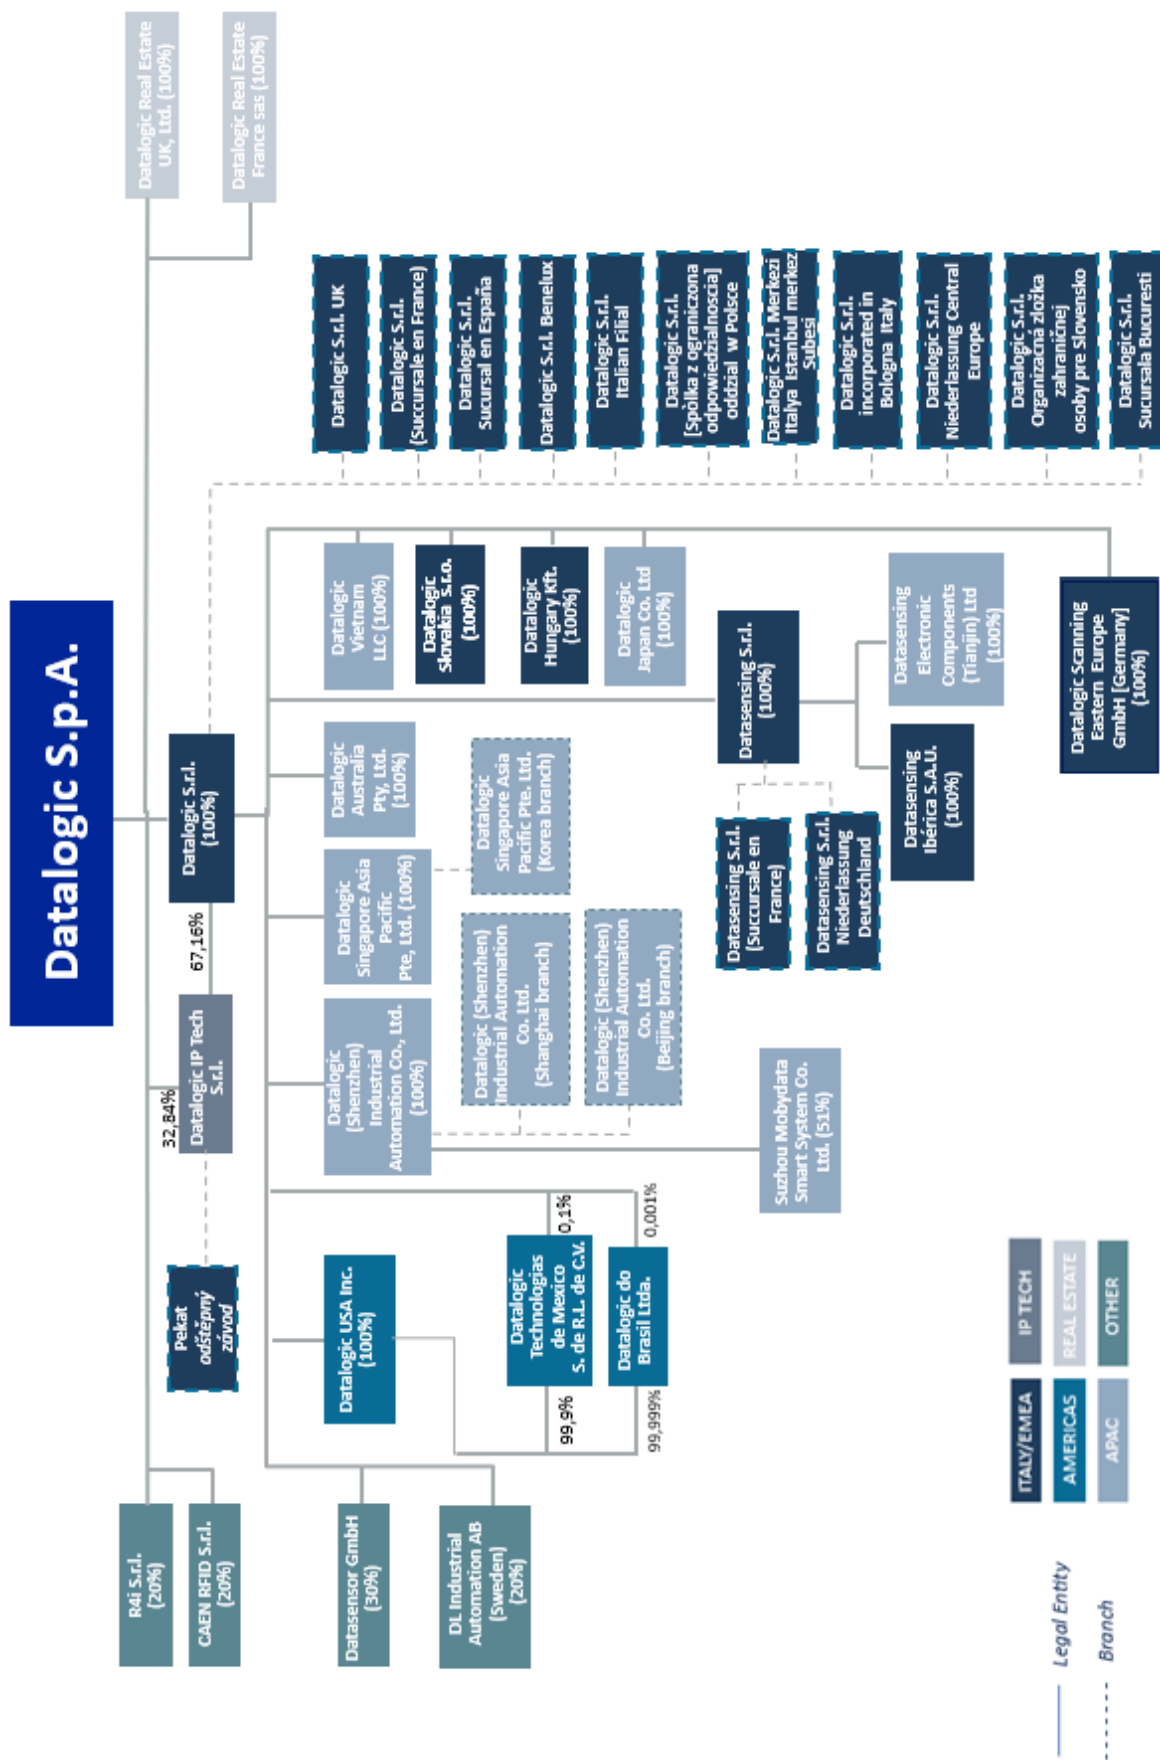 Datalogic S.p.A.
R4i S.r.l.
(20%)
CAEN RFID S.r.l.
(20%)
32,84%
Datalogic IP Tech
S.r.l.
67,16%
Datalogic S.r.l.
(100%)
Datalogic Real Estate
UK, Ltd. (100%)
Datalogic Real Estate
France sas (100%)
Pekat
odštěpný
závod
Datasensor GmbH
(30%)
DL Industrial
Automation AB
(Sweden)
(20%)
Datalogic USA Inc.
(100%)
99,9%
Datalogic
Technologias
de Mexico
S. de R.L. de C.V.
0,1%
99,999%
Datalogic do
Brasil Ltda.
0,001%
Datalogic
(Shenzhen)
Industrial
Automation Co., Ltd.
(100%)
Datalogic (Shenzhen)
Industrial Automation
Co. Ltd.
(Shanghai branch)
Datalogic (Shenzhen)
Industrial Automation
Co. Ltd.
(Beijing branch)
Suzhou Mobydata
Smart System Co.
Ltd. (51%)
Datalogic
Singapore Asia
Pacific
Pte, Ltd. (100%)
Datalogic
Singapore Asia
Pacific Pte. Ltd.
(Korea branch)
Datalogic
Australia
Pty, Ltd.
(100%)
Datalogic
Vietnam
LLC (100%)
Datalogic
Slovakia s.r.o.
(100%)
Datalogic
Hungary Kft.
(100%)
Datalogic
Japan Co. Ltd
(100%)
Datasensing S.r.l.
(100%)
Datasensing S.r.l.
(Succursale en
France)
Datasensing S.r.l.
Niederlassung
Deutschland
Datasensing
Ibérica S.A.U.
(100%)
Datasensing
Electronic
Components
(Tianjin) Ltd
(100%)
Datalogic Scanning
Eastern Europe
GmbH [Germany]
(100%)
Datalogic S.r.l. UK
Datalogic S.r.l.
(Succursale en France)
Datalogic S.r.l.
Sucursal en España
Datalogic S.r.l. Benelux
Datalogic S.r.l.
Italian Filial
Datalogic S.r.l.
[Spòlka z ograniczona
odpowiedzialnoscia]
oddzial w Polsce
Datalogic S.r.l. Merkezi
Italya Istanbul merkez
Subesi
Datalogic S.r.l.
incorporated in
Bologna Italy
Datalogic S.r.l.
Niederlassung Central
Europe
Datalogic S.r.l.
Organizačná zložka
zahraničnej
osoby pre Slovensko
Datalogic S.r.l.
Sucursala Bucuresti
Legal Entity
Branch
ITALY/EMEA
IP TECH
AMERICAS
REAL ESTATE
APAC
OTHER